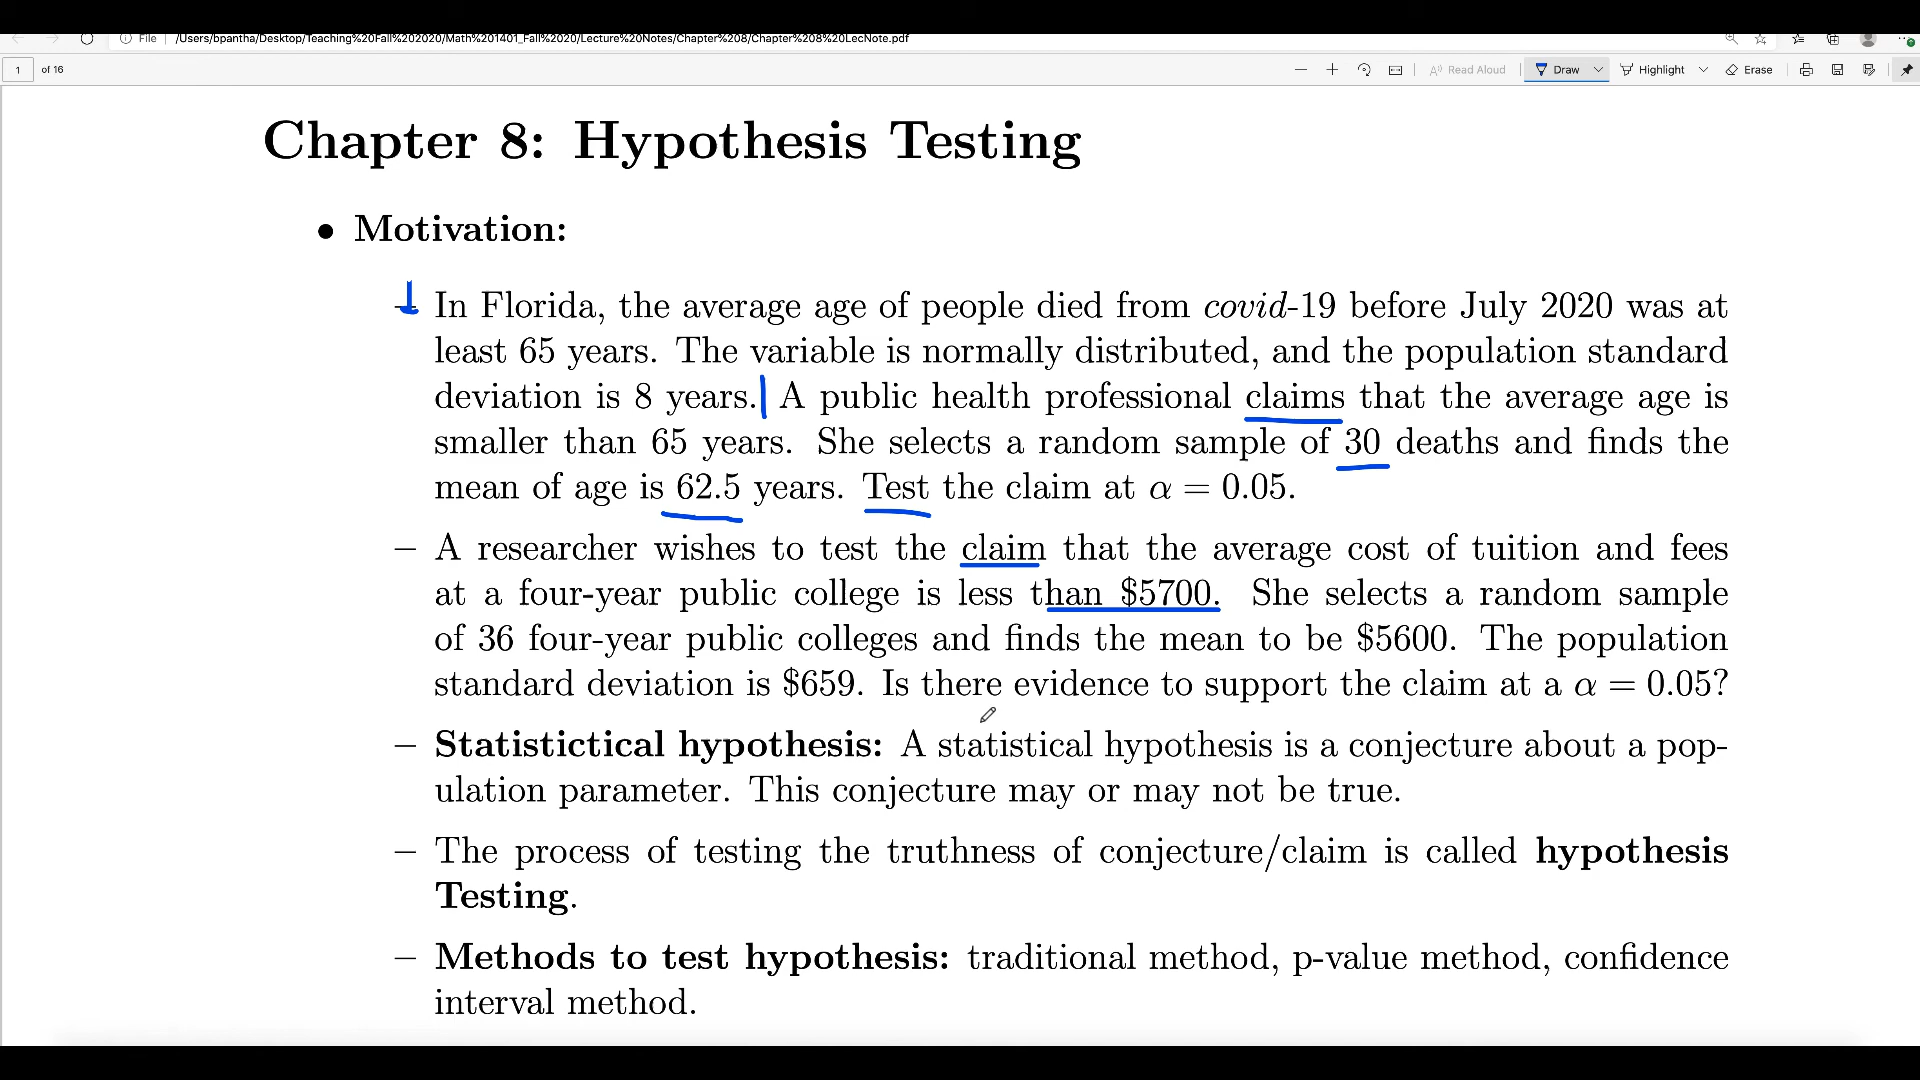 File /Users/bpantha/Desktop/Teaching%20Fall%202020/Math%201401_Fall%2020/Lecture%20Notes/Chapter%208/Chapter%208%20LecNote.pdf
1 of 16 Read Aloud Draw Highlight Erase
Chapter 8: Hypothesis Testing
• Motivation:
– In Florida, the average age of people died from covid-19 before July 2020 was at
least 65 years. The variable is normally distributed, and the population standard
deviation is 8 years. A public health professional claims that the average age is
smaller than 65 years. She selects a random sample of 30 deaths and finds the
mean of age is 62.5 years. Test the claim at α = 0.05.
– A researcher wishes to test the claim that the average cost of tuition and fees
at a four-year public college is less than $5700. She selects a random sample
of 36 four-year public colleges and finds the mean to be $5600. The population
standard deviation is $659. Is there evidence to support the claim at a α = 0.05?
– Statistictical hypothesis: A statistical hypothesis is a conjecture about a pop-
ulation parameter. This conjecture may or may not be true.
– The process of testing the truthness of conjecture/claim is called hypothesis
Testing.
– Methods to test hypothesis: traditional method, p-value method, confidence
interval method.